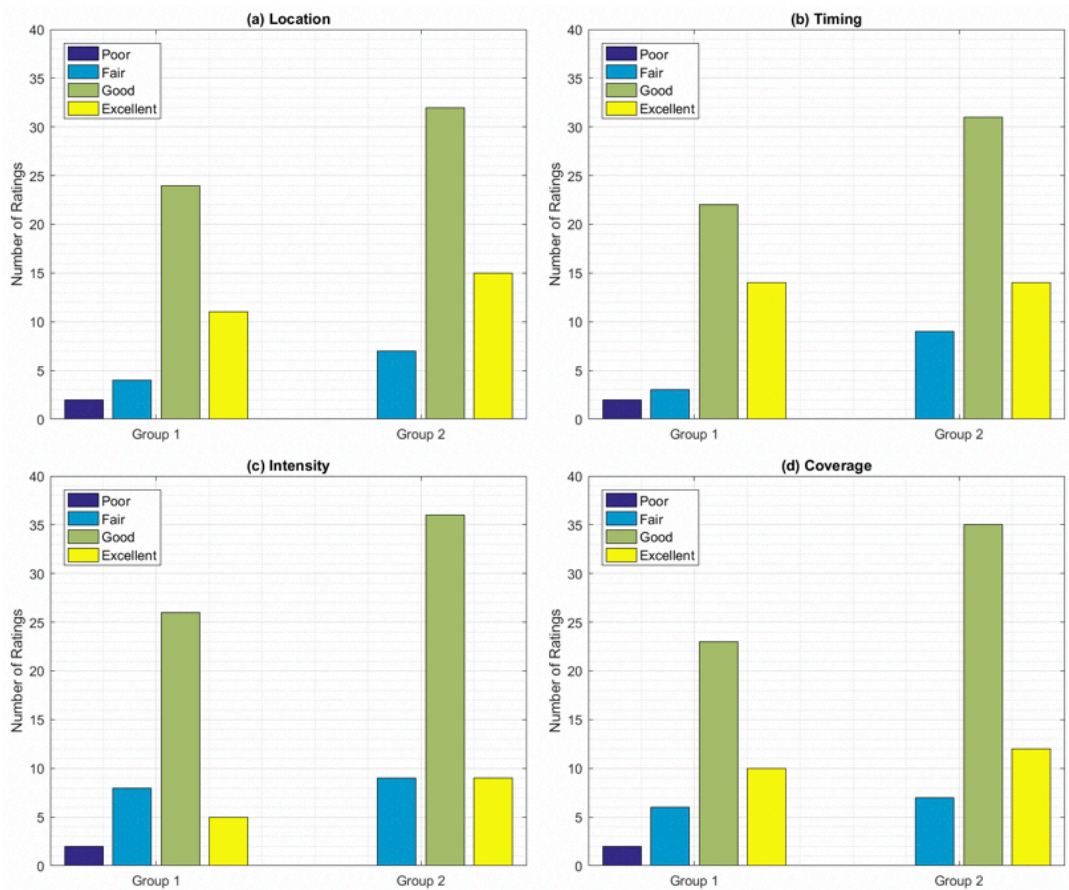 (a) Location
40
35
30
25
20
15
10
5
0
Number of Ratings
Poor
Fair
Good
Excellent
Group 1 Group 2
(b) Timing
40
35
30
25
20
15
10
5
0
Number of Ratings
Poor
Fair
Good
Excellent
Group 1 Group 2
(c) Intensity
40
35
30
25
20
15
10
5
0
Number of Ratings
Poor
Fair
Good
Excellent
Group 1 Group 2
(d) Coverage
40
35
30
25
20
15
10
5
0
Number of Ratings
Poor
Fair
Good
Excellent
Group 1 Group 2